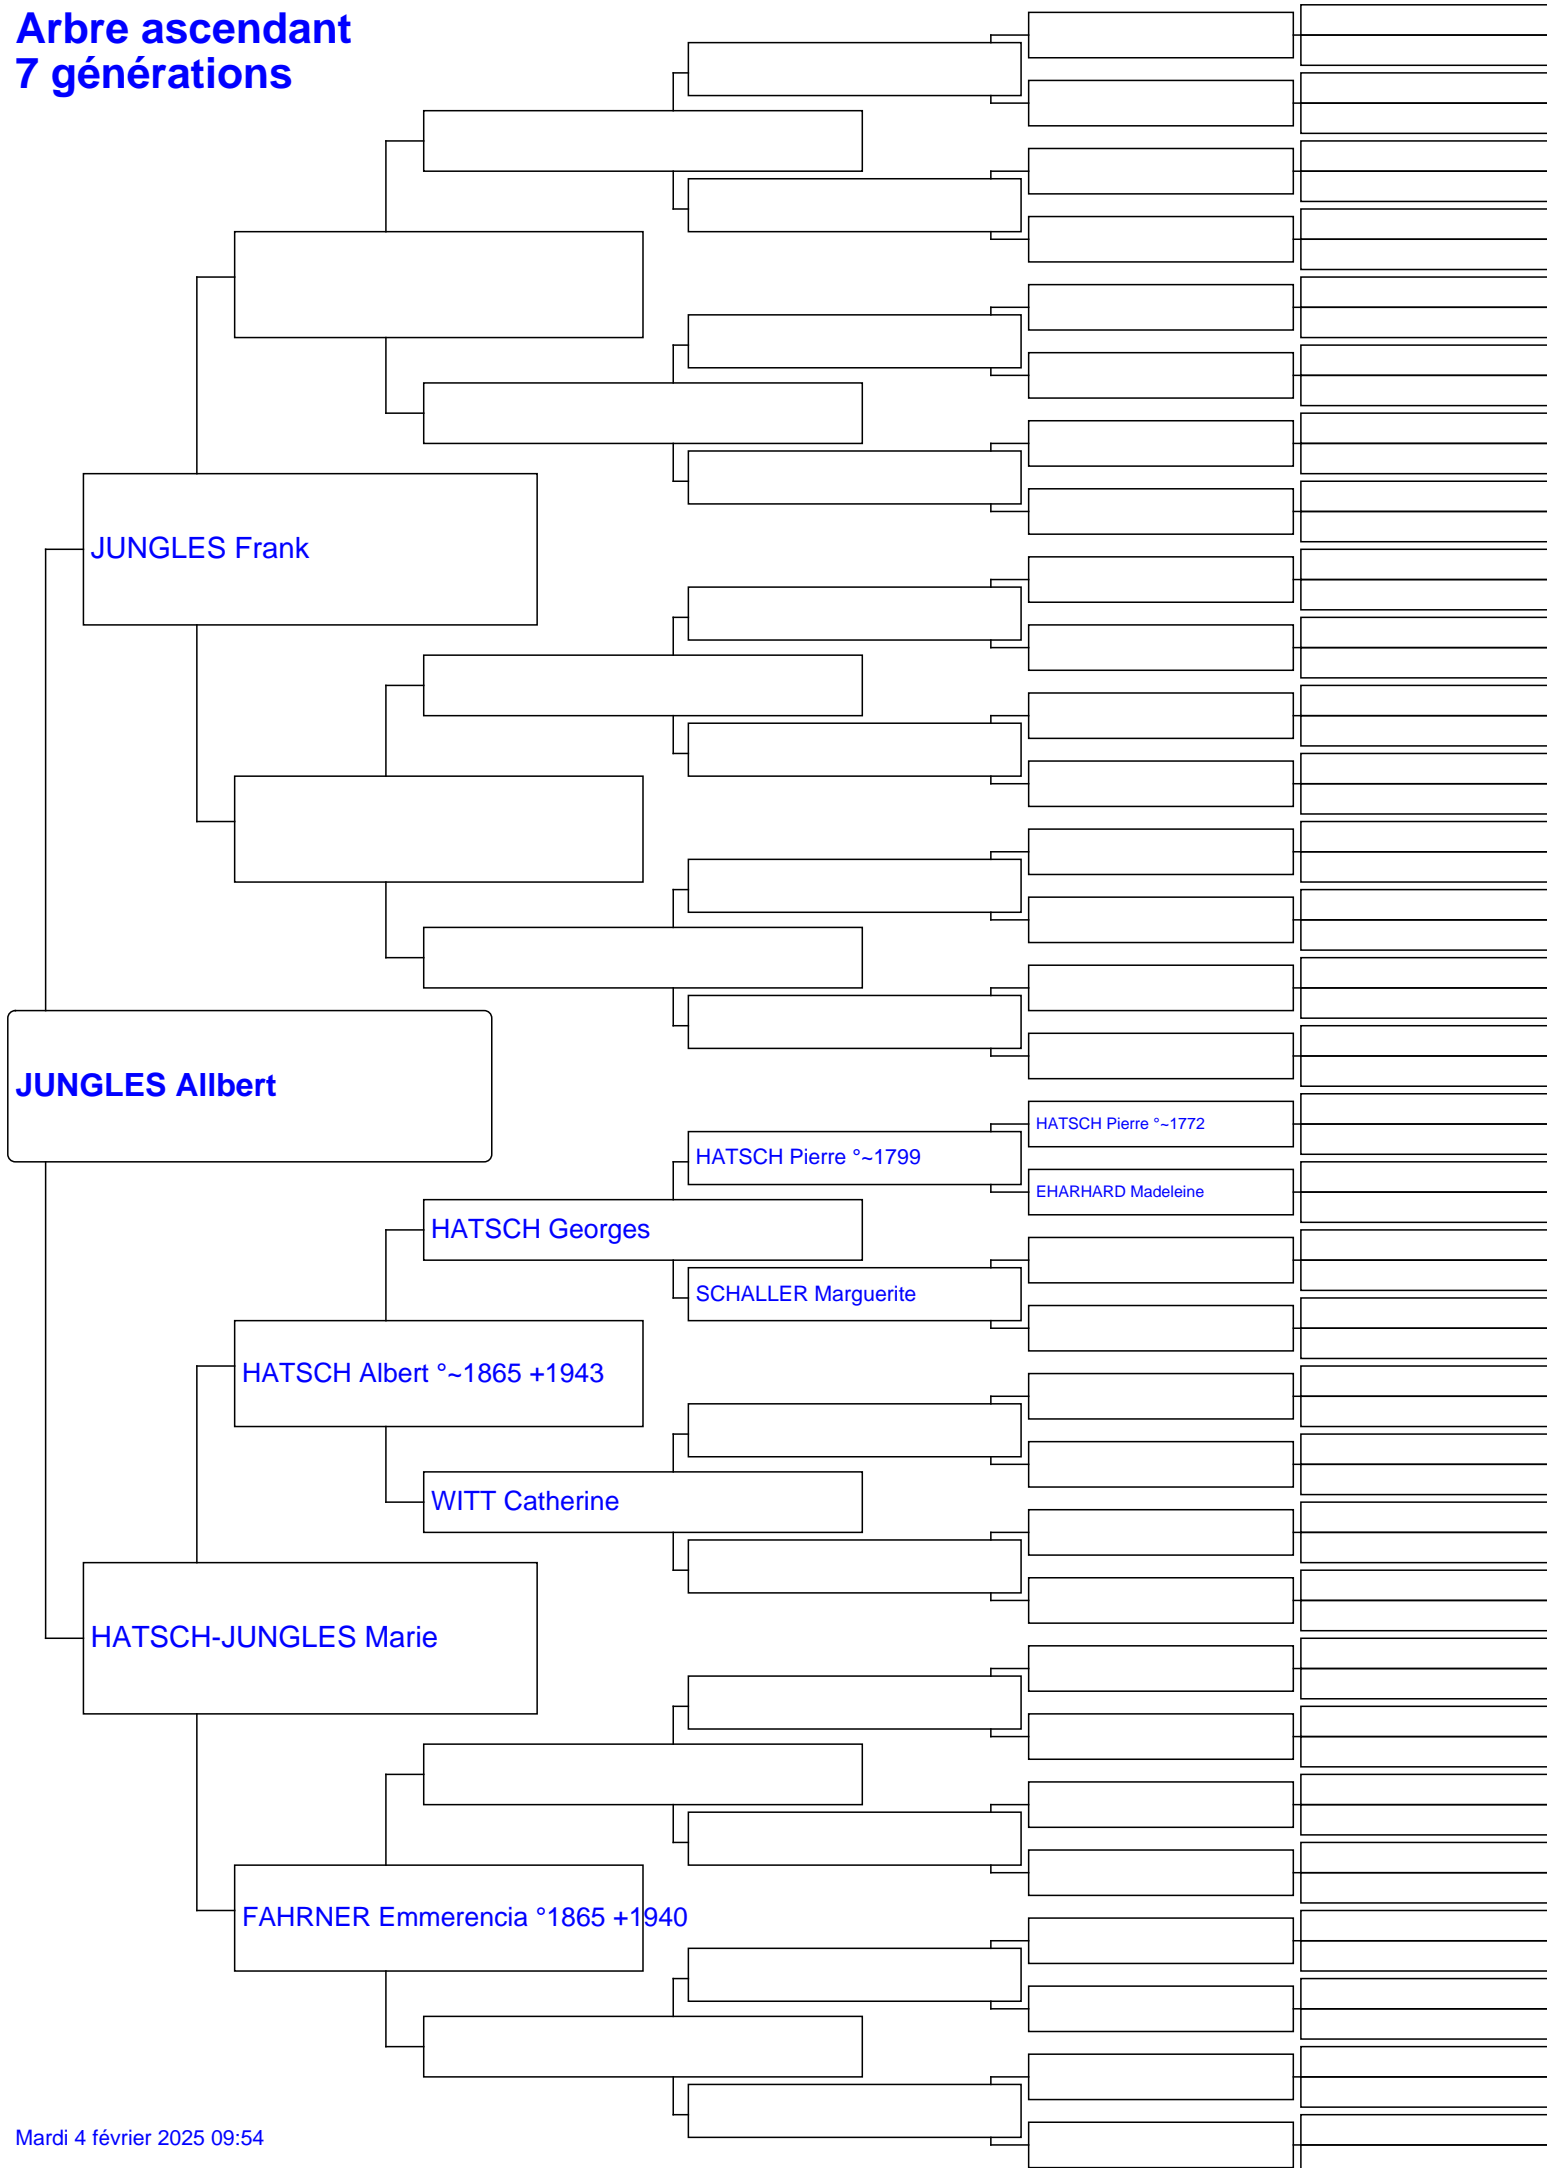 Arbre ascendant
7 générations
JUNGLES Frank
JUNGLES Allbert
HATSCH Pierre °~1772
HATSCH Pierre °~1799
EHARHARD Madeleine
HATSCH Georges
SCHALLER Marguerite
HATSCH Albert °~1865 +1943
WITT Catherine
HATSCH-JUNGLES Marie
FAHRNER Emmerencia °1865 +1940
Mardi 4 février 2025 09:54